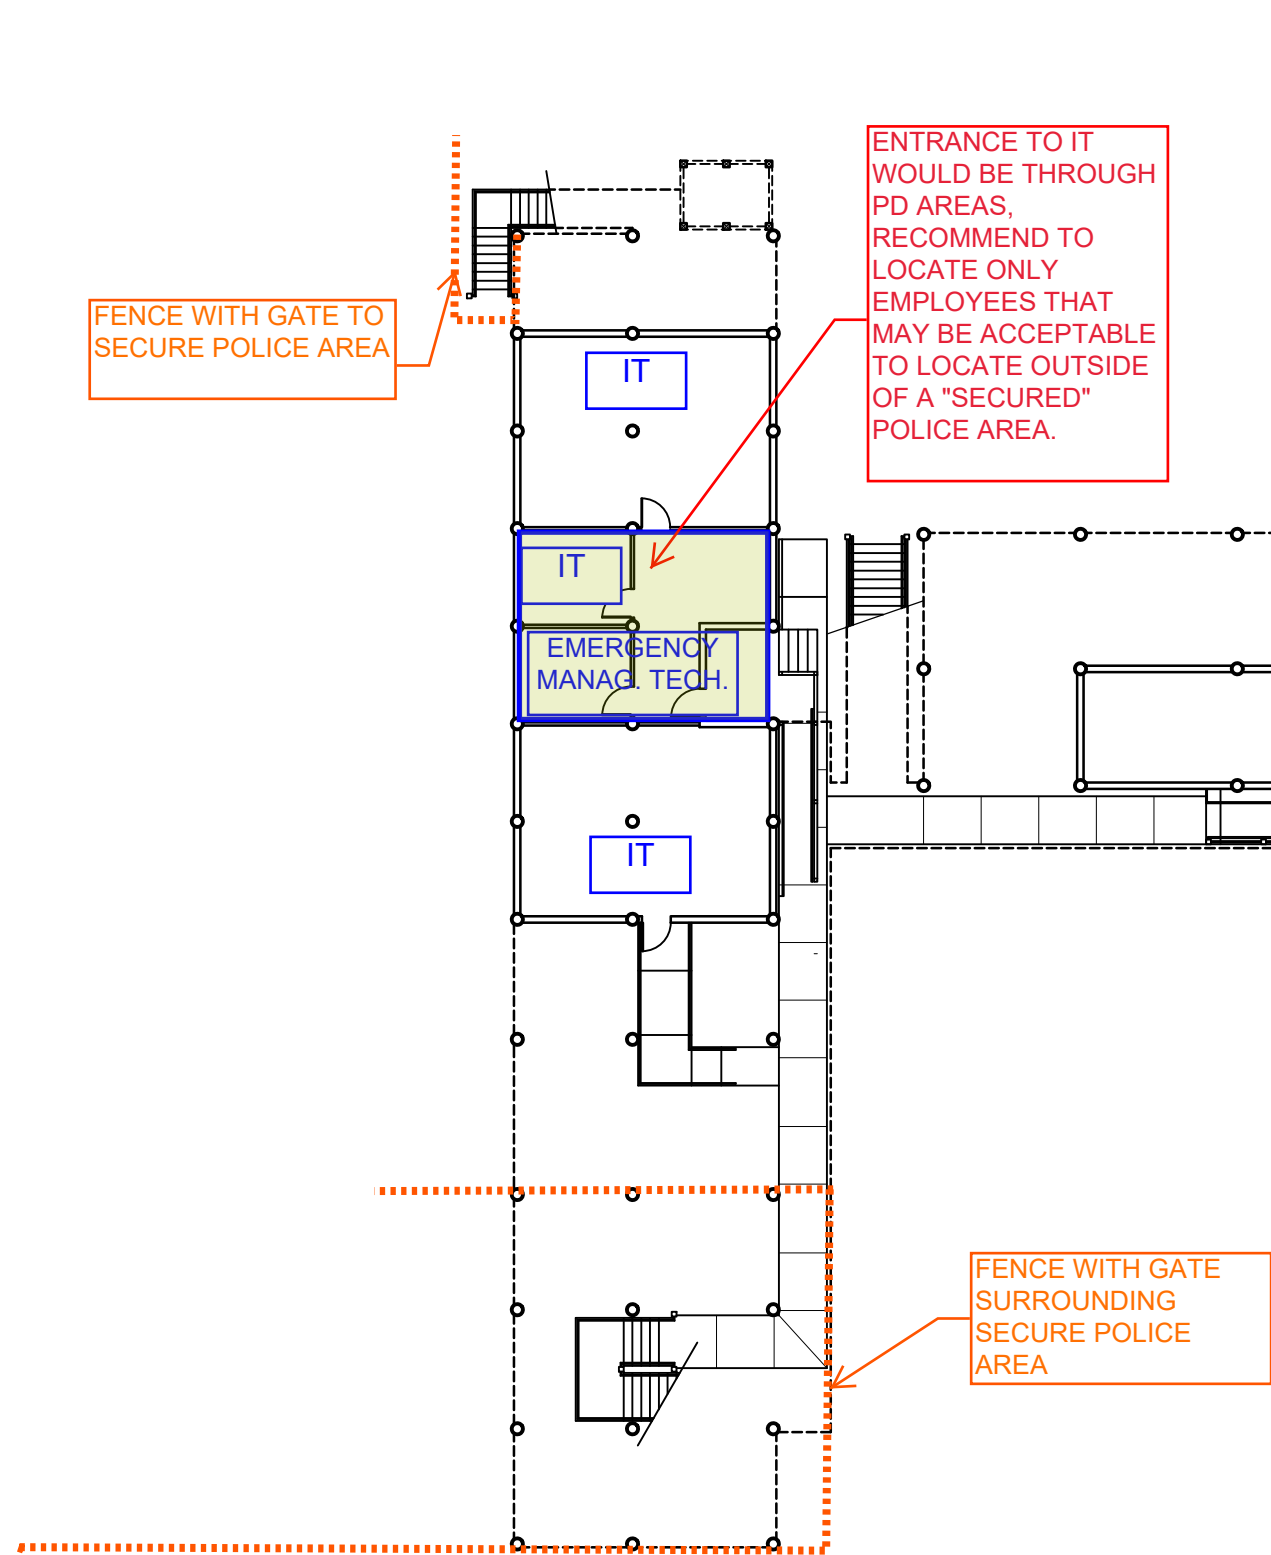 ENTRANCE TO IT
WOULD BE THROUGH
PD AREAS,
RECOMMEND TO
LOCATE ONLY
EMPLOYEES THAT
MAY BE ACCEPTABLE
TO LOCATE OUTSIDE
OF A "SECURED"
POLICE AREA.
FENCE WITH GATE TO
SECURE POLICE AREA
IT
IT
EMERGENCY
MANAG. TECH.
IT
FENCE WITH GATE
SURROUNDING
SECURE POLICE
AREA